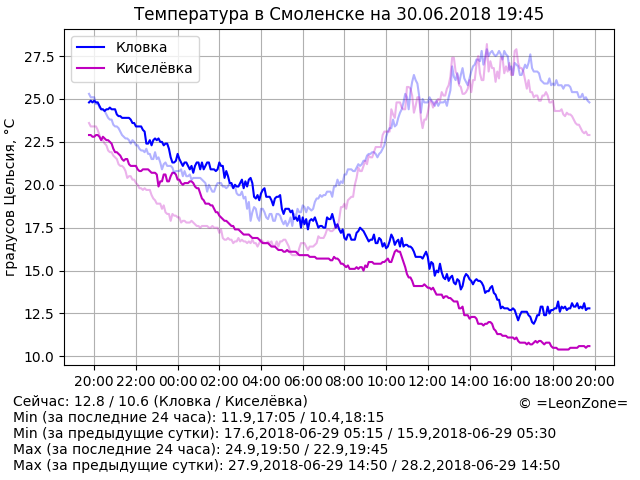 Температура в Смоленске на 30.06.2018 19:45
Кловка
Киселёвка
градусов Цельсия, °C
27.5
25.0
22.5
20.0
17.5
15.0
12.5
10.0
20:00 22:00 00:00 02:00 04:00 06:00 08:00 10:00 12:00 14:00 16:00 18:00 20:00
Сейчас: 12.8 / 10.6 (Кловка / Киселёвка)
© =LeonZone=
Min (за последние 24 часа): 11.9,17:05 / 10.4,18:15
Min (за предыдущие сутки): 17.6,2018-06-29 05:15 / 15.9,2018-06-29 05:30
Max (за последние 24 часа): 24.9,19:50 / 22.9,19:45
Max (за предыдущие сутки): 27.9,2018-06-29 14:50 / 28.2,2018-06-29 14:50